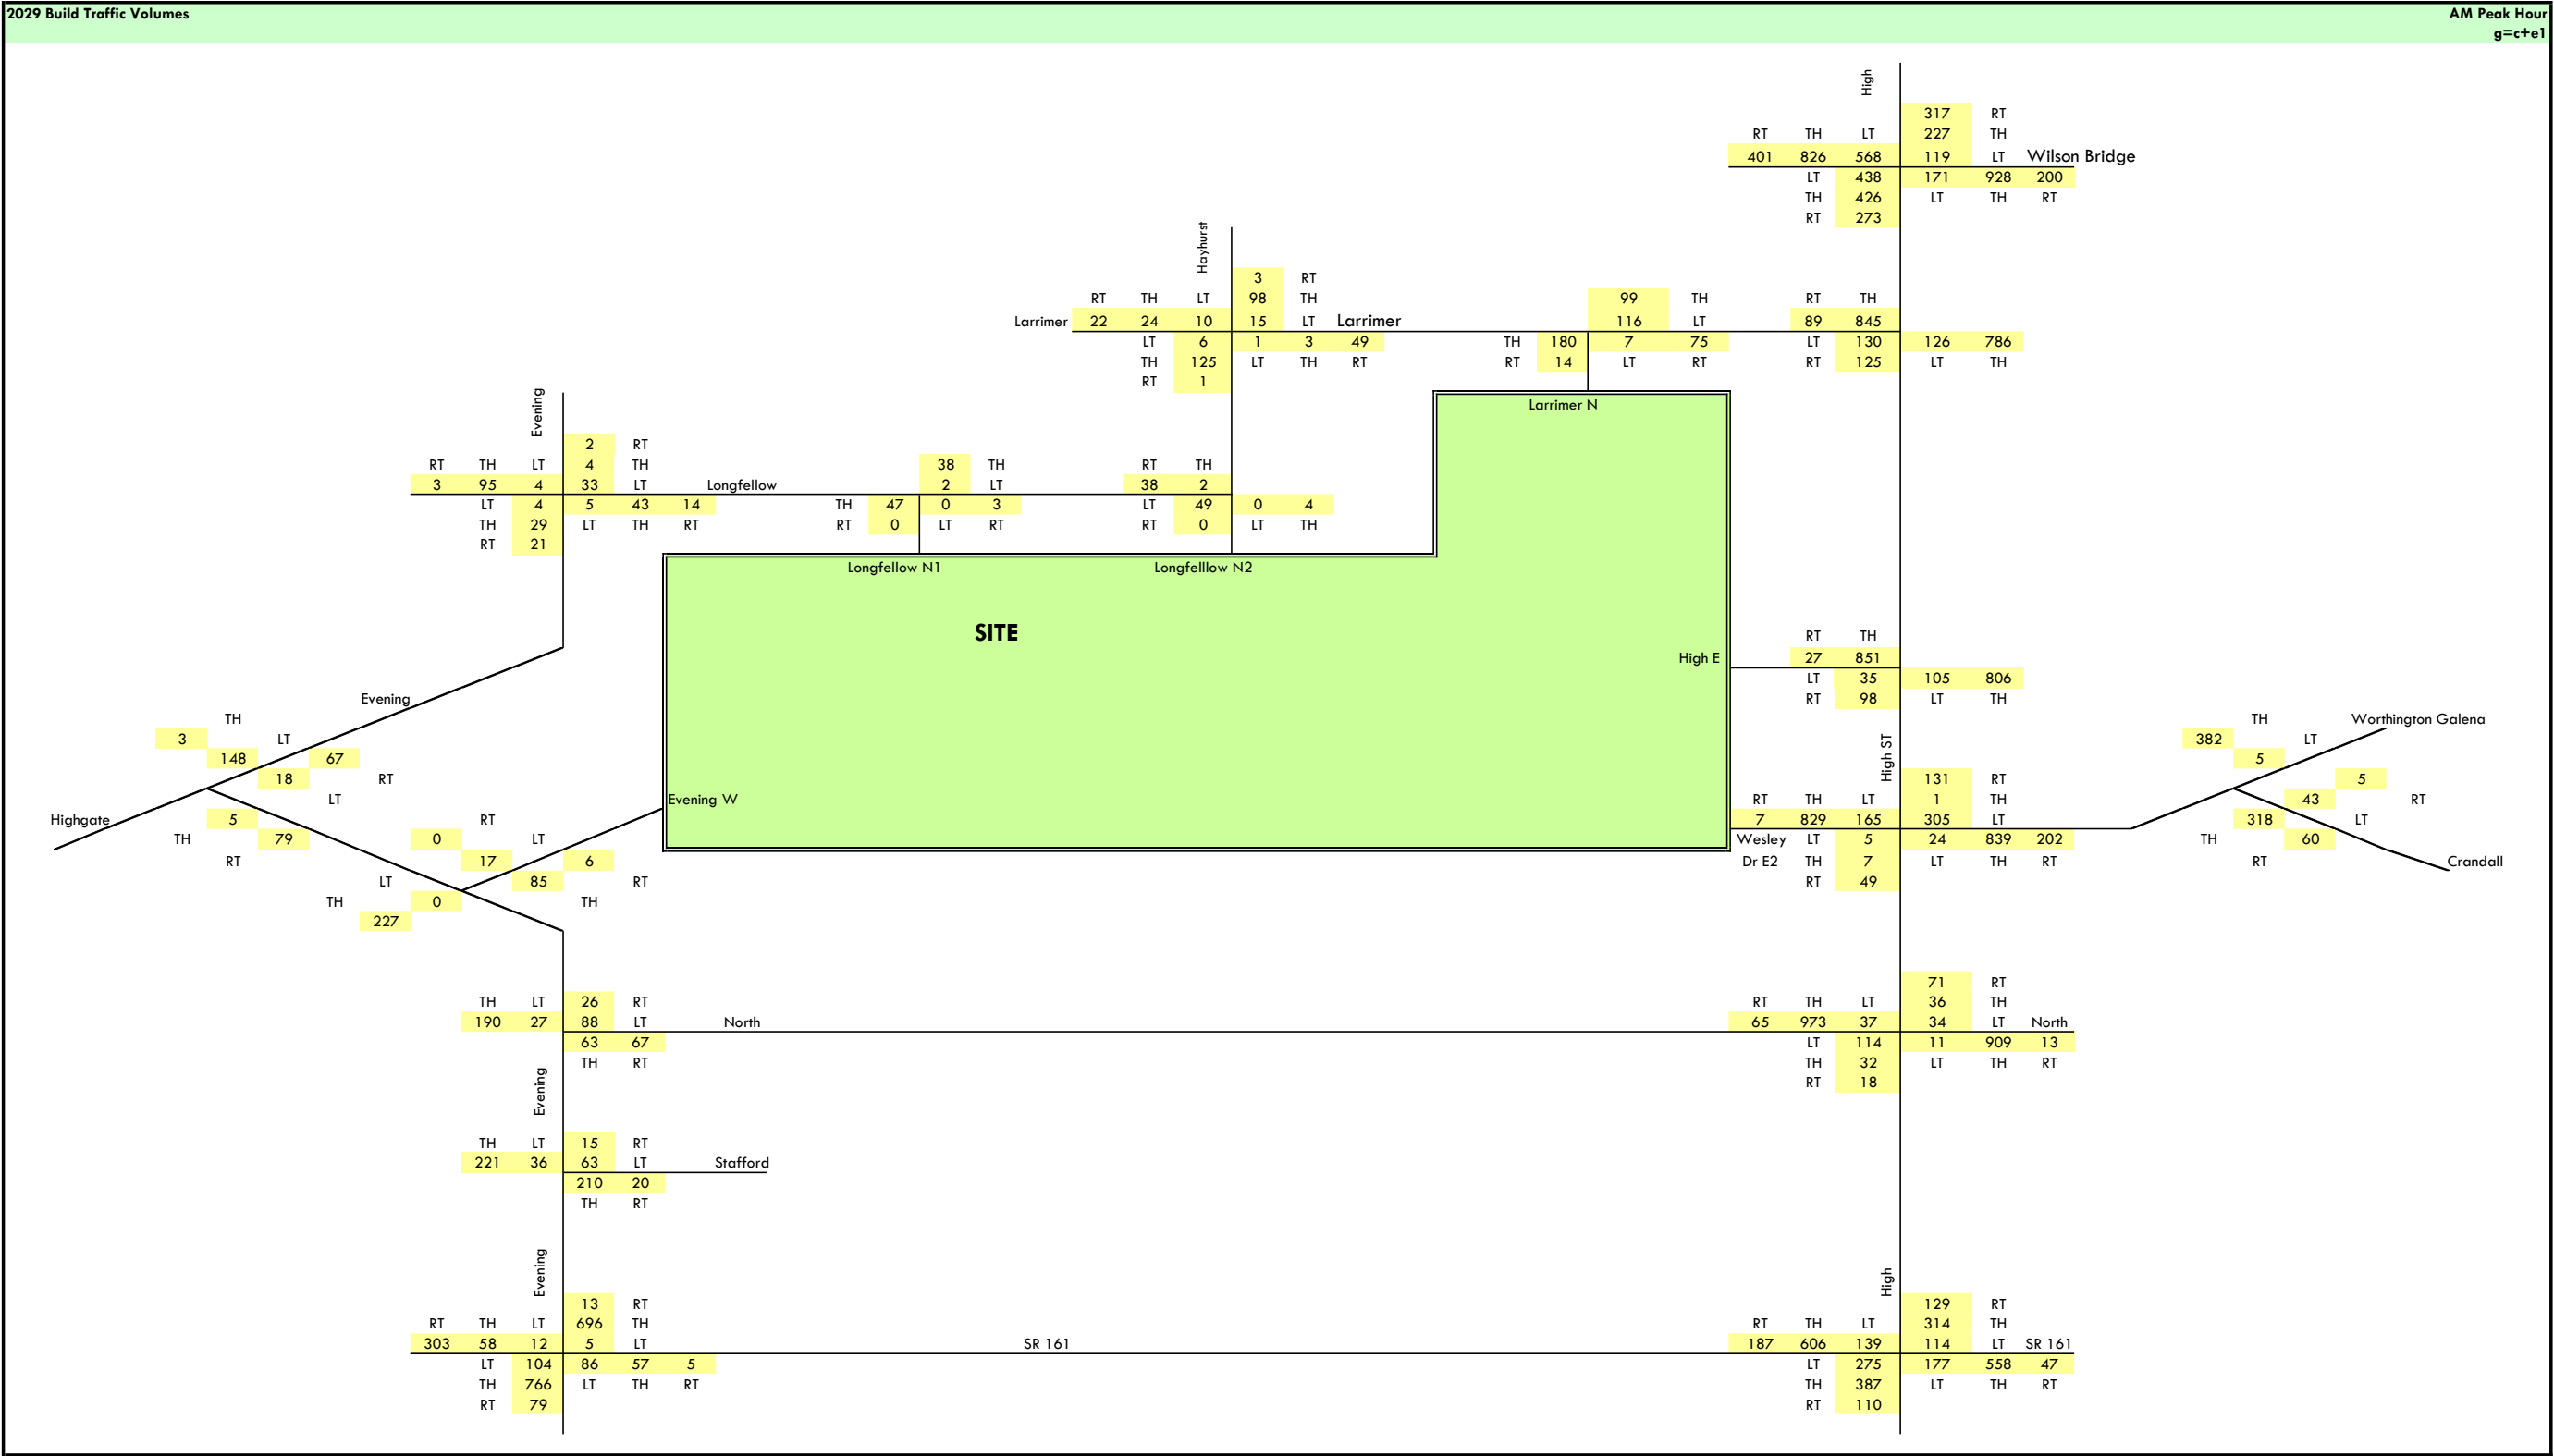 2029 Build Traffic Volumes
AM Peak Hour
g=c+e1
High
317 RT
RT TH LT 227 TH
401 826 568 119 LT Wilson Bridge
LT 438 171 928 200
TH 426 LT TH RT
RT 273
Hayhurst
3 RT
RT TH LT 98 TH 99 TH RT TH
Larrimer 22 24 10 15 LT Larrimer 116 LT 89 845
LT 6 1 3 49 TH 180 7 75 LT 130 126 786
TH 125 LT TH RT RT 14 LT RT RT 125 LT TH
RT 1
Evening
Larrimer N
2 RT
RT TH LT 4 TH 38 TH RT TH
3 95 4 33 LT Longfellow 2 LT 38 2
LT 4 5 43 14 TH 47 0 3 LT 49 0 4
TH 29 LT TH RT RT 0 LT RT RT 0 LT TH
RT 21
Longfellow N1 Longfelllow N2
SITE
RT TH
High E 27 851
LT 35 105 806
RT 98 LT TH
Evening
TH
3 LT
148 67
18 RT
LT
Highgate 5
TH 79
RT
Evening W
0 RT
17 LT
85 6
LT RT
TH 0 TH
227
High ST
131 RT
RT TH LT 1 TH
7 829 165 305 LT
Wesley LT 5 24 839 202
Dr E2 TH 7 LT TH RT
RT 49
TH Worthington Galena
382 LT
5 5
43 RT
318 LT
TH 60
RT Crandall
TH LT 26 RT
190 27 88 LT North
63 67
TH RT
71 RT
RT TH LT 36 TH
65 973 37 34 LT North
LT 114 11 909 13
TH 32 LT TH RT
RT 18
Evening
TH LT 15 RT
221 36 63 LT Stafford
210 20
TH RT
Evening
13 RT
RT TH LT 696 TH
303 58 12 5 LT SR 161
LT 104 86 57 5
TH 766 LT TH RT
RT 79
High
129 RT
RT TH LT 314 TH
187 606 139 114 LT SR 161
LT 275 177 558 47
TH 387 LT TH RT
RT 110